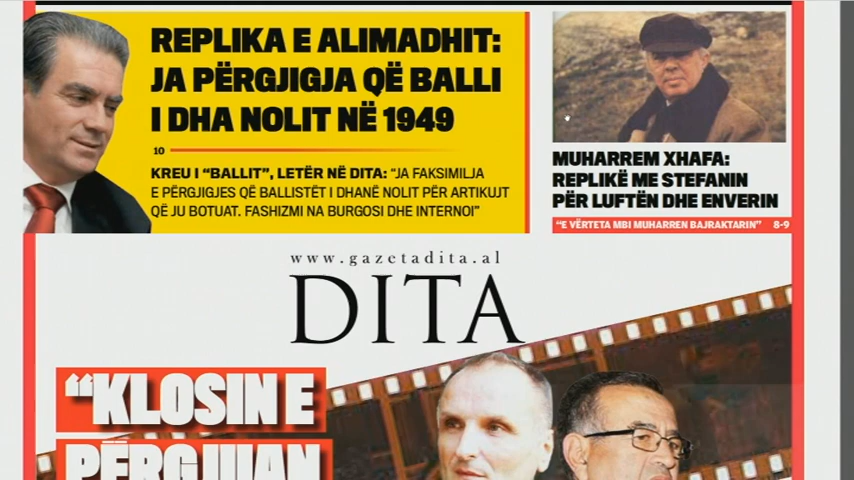 REPLIKA E ALIMADHIT:
JA PËRGJIGJA QË BALLI
I DHA NOLIT NË 1949
10
KREU I “BALLIT”, LETËR NË DITA: “JA FAKSIMILJA
E PËRGJIGJES QË BALLISTËT I DHANË NOLIT PËR ARTIKUJT
QË JU BOTUAT. FASHIZMI NA BURGOSI DHE INTERNOI”
MUHARREM XHAFA:
REPLIKË ME STEFANIN
PËR LUFTËN DHE ENVERIN
“E VËRTETA MBI MUHARREN BAJRAKTARIN” 8-9
www.gazetadita.al
DITA
“KLOSIN E
PËRGJUAN